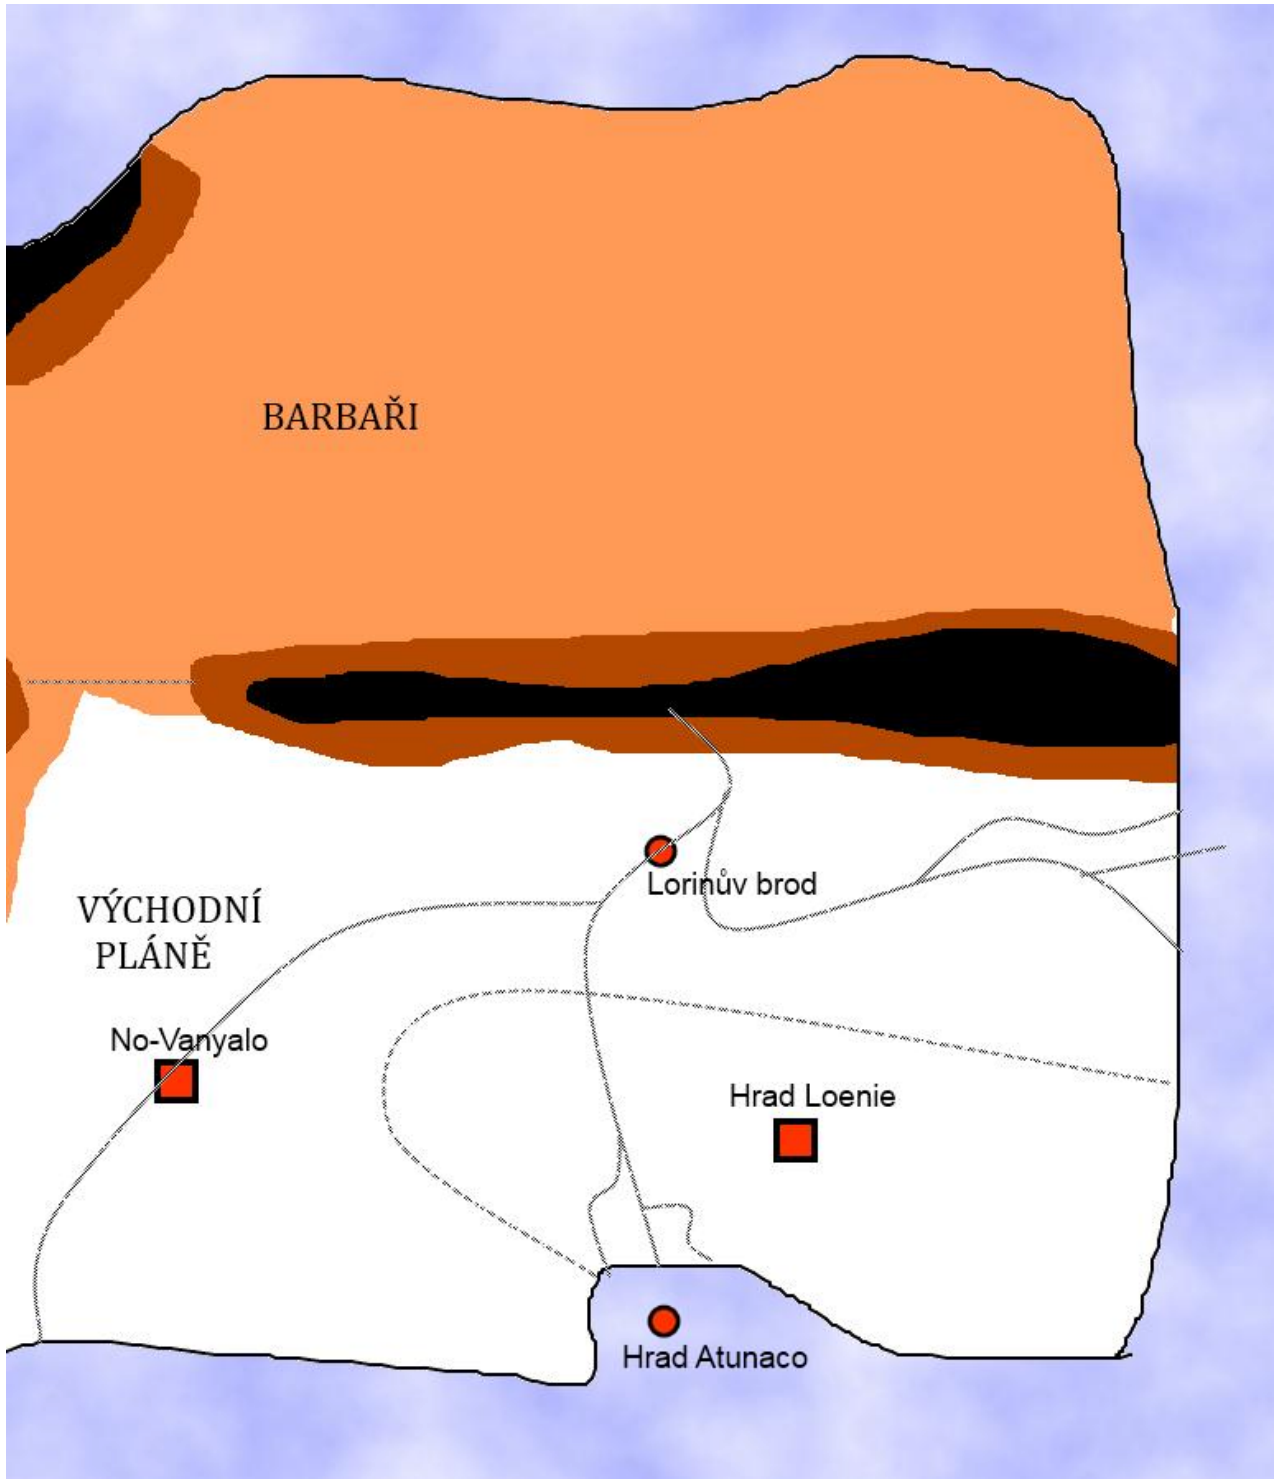 BARBAŘI
Lorinův brod
VÝCHODNÍ
PLÁNĚ
No-Vanyalo
Hrad Loenie
Hrad Atunaco